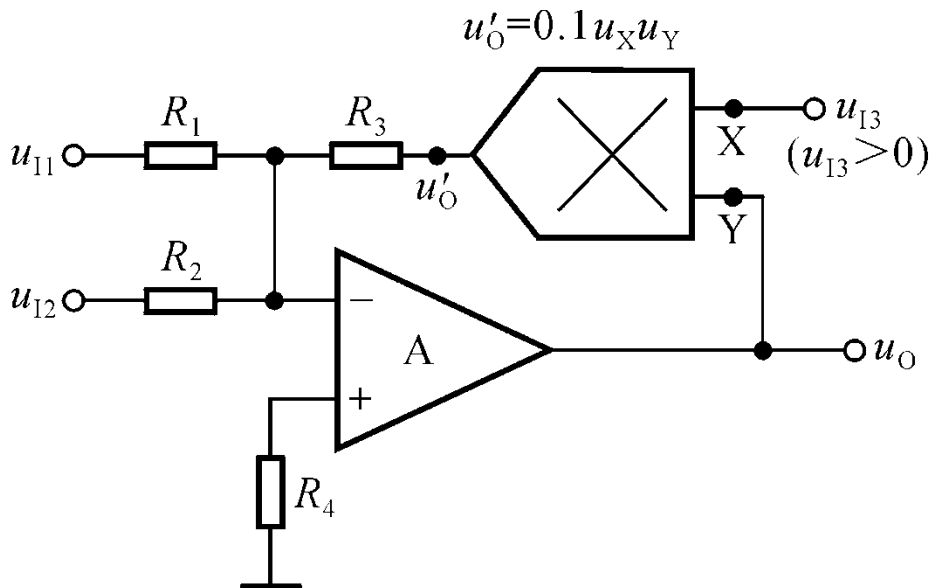 u′O=0.1uXuY
R1
R3
uI1
u′O
X
uI3
(uI3>0)
Y
R2
uI2
−
A
+
uO
R4